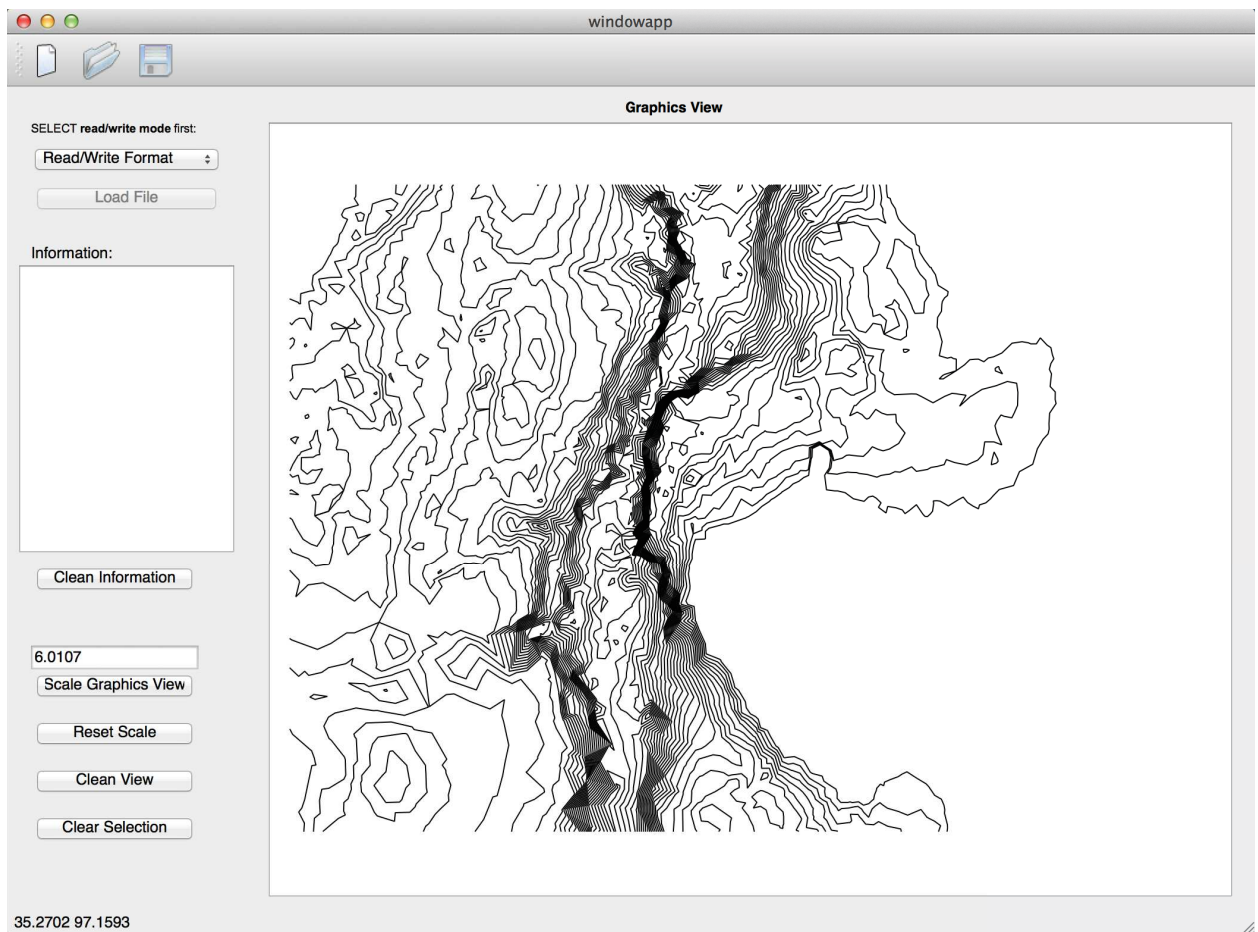 windowapp
Graphics View
SELECT read/write mode first:
Read/Write Format
Load File
Information:
Clean Information
6.0107
Scale Graphics View
Reset Scale
Clean View
Clear Selection
35.2702 97.1593